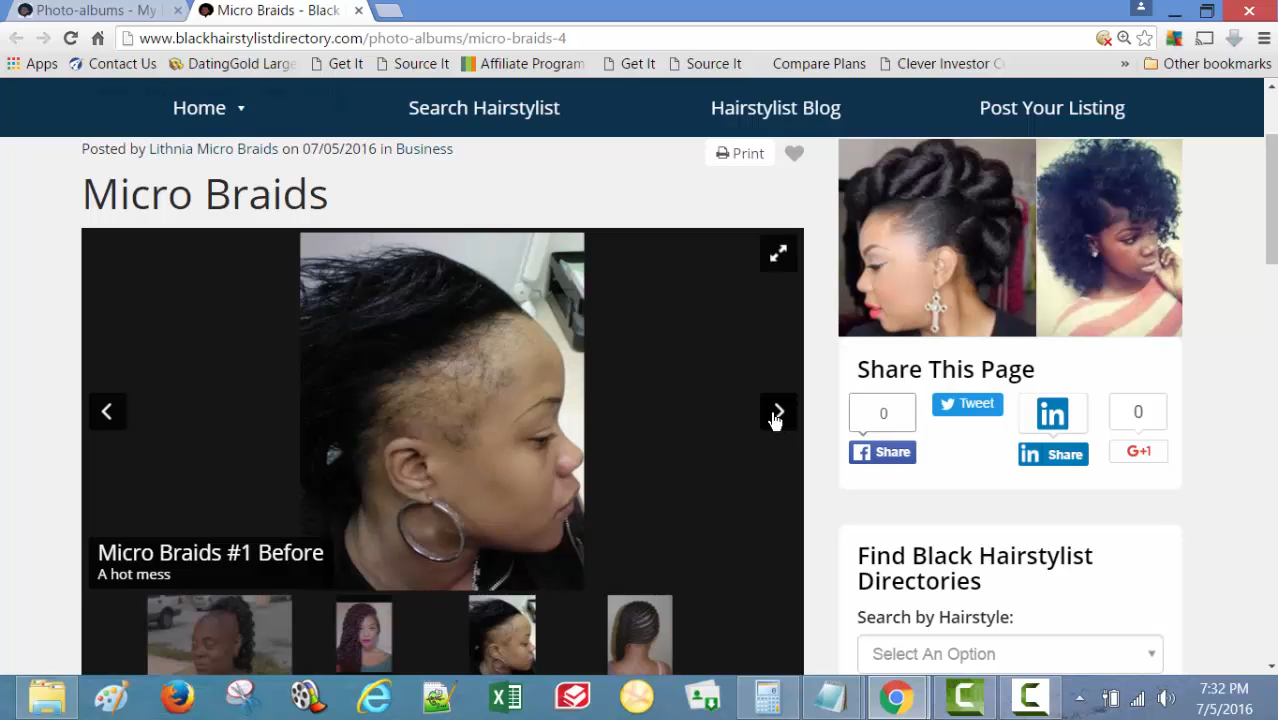 Photo-albums - My
Micro Braids - Black
www.blackhairstylistdirectory.com/photo-albums/micro-braids-4
Apps Contact Us DatingGold Large Get It Source It Affiliate Program Get It Source It Compare Plans Clever Investor » Other bookmarks
Home Search Hairstylist Hairstylist Blog Post Your Listing
Posted by Lithnia Micro Braids on 07/05/2016 in Business
Print
Micro Braids
Micro Braids #1 Before
A hot mess
Share This Page
0
Tweet
in
0
Share
in Share
G+1
Find Black Hairstylist
Directories
Search by Hairstyle:
Select An Option
7:32 PM
7/5/2016